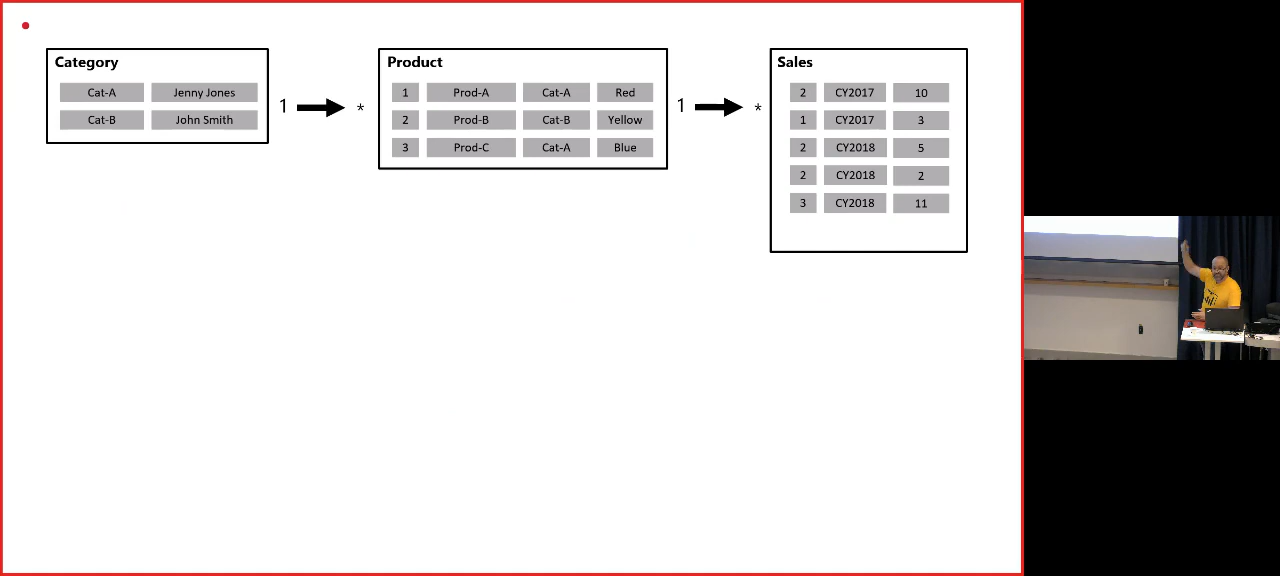 Category
Cat-A Jenny Jones
Cat-B John Smith
1 *
Product
1 Prod-A Cat-A Red
2 Prod-B Cat-B Yellow
3 Prod-C Cat-A Blue
1 *
Sales
2 CY2017 10
1 CY2017 3
2 CY2018 5
2 CY2018 2
3 CY2018 11